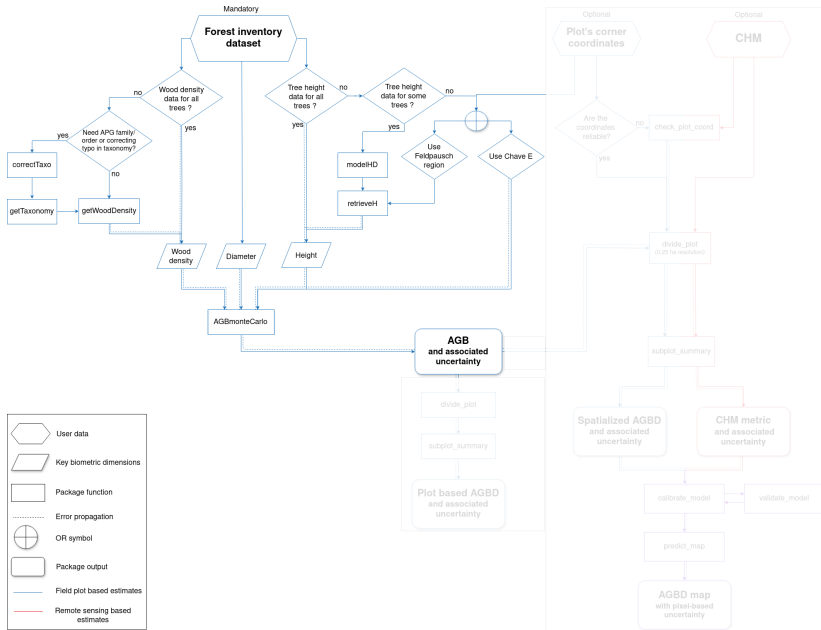 Mandatory
Forest inventory
dataset
Optional
Plot's corner
coordinates
Optional
CHM
Wood density
data for all
trees ?
no
yes
Tree height
data for all
trees ?
no
yes
Tree height
data for some
trees ?
no
yes
Need APG family/
order or correcting
typo in taxonomy?
yes
no
correctTaxo
getTaxonomy
getWoodDensity
modelHD
retrieveH
Use
Feldpausch
region
Use Chave E
Are the
coordinates
reliable?
no
yes
check_plot_coord
Wood
density
Diameter
Height
divide_plot
(0.25 ha resolution)
AGBmonteCarlo
AGB
and associated
uncertainty
subplot_summary
divide_plot
subplot_summary
Plot based AGBD
and associated
uncertainty
Spatialized AGBD
and associated
uncertainty
CHM metric
and associated
uncertainty
calibrate_model
validate_model
predict_map
AGBD map
with pixel-based
uncertainty
User data
Key biometric dimensions
Package function
Error propagation
OR symbol
Package output
Field plot based estimates
Remote sensing based
estimates